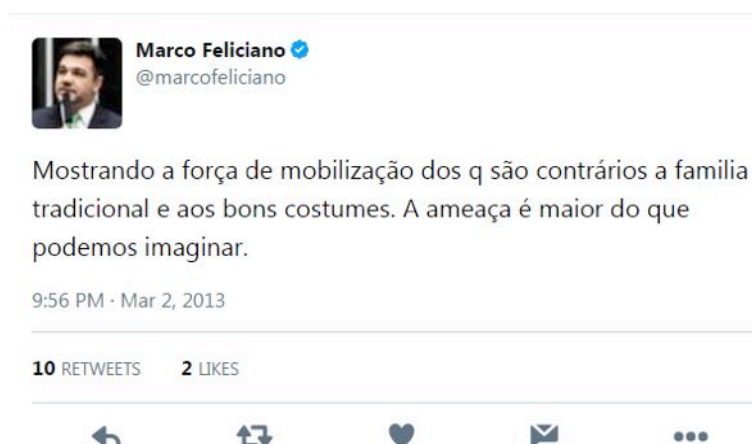 Marco Feliciano
@marcofeliciano
Mostrando a força de mobilização dos q são contrários a familia
tradicional e aos bons costumes. A ameaça é maior do que
podemos imaginar.
9:56 PM · Mar 2, 2013
10 RETWEETS 2 LIKES